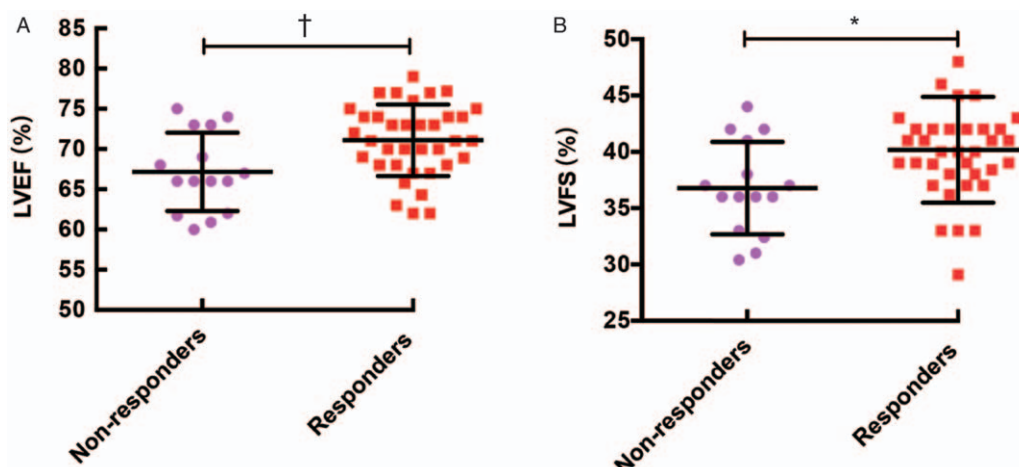 A
†
LVEF (%)
85
80
75
70
65
60
55
50
Non-responders
Responders
B
*
LVFS (%)
50
45
40
35
30
25
Non-responders
Responders